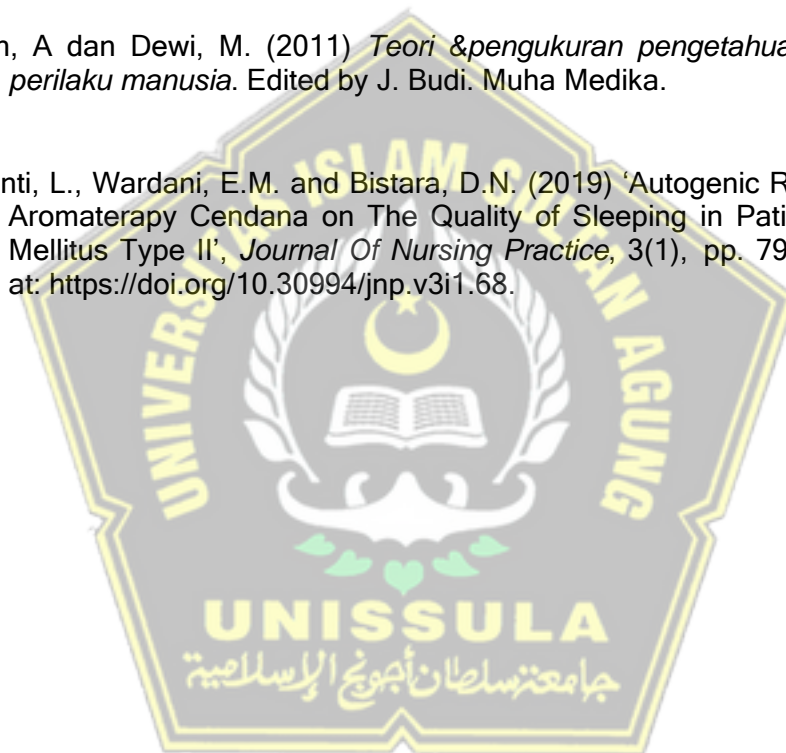 n, A dan Dewi, M. (2011) Teori &pengukuran pengetahua
perilaku manusia. Edited by J. Budi. Muha Medika.
nti, L., Wardani, E.M. and Bistara, D.N. (2019) ‘Autogenic R
Aromaterapy Cendana on The Quality of Sleeping in Pati
Mellitus Type II’, Journal Of Nursing Practice, 3(1), pp. 79
at: https://doi.org/10.30994/jnp.v3i1.68.
UNIVERSITAS ISLAM SULTAN AGUNG
UNISSULA
جامعة سلطان أجونج الإسلامية